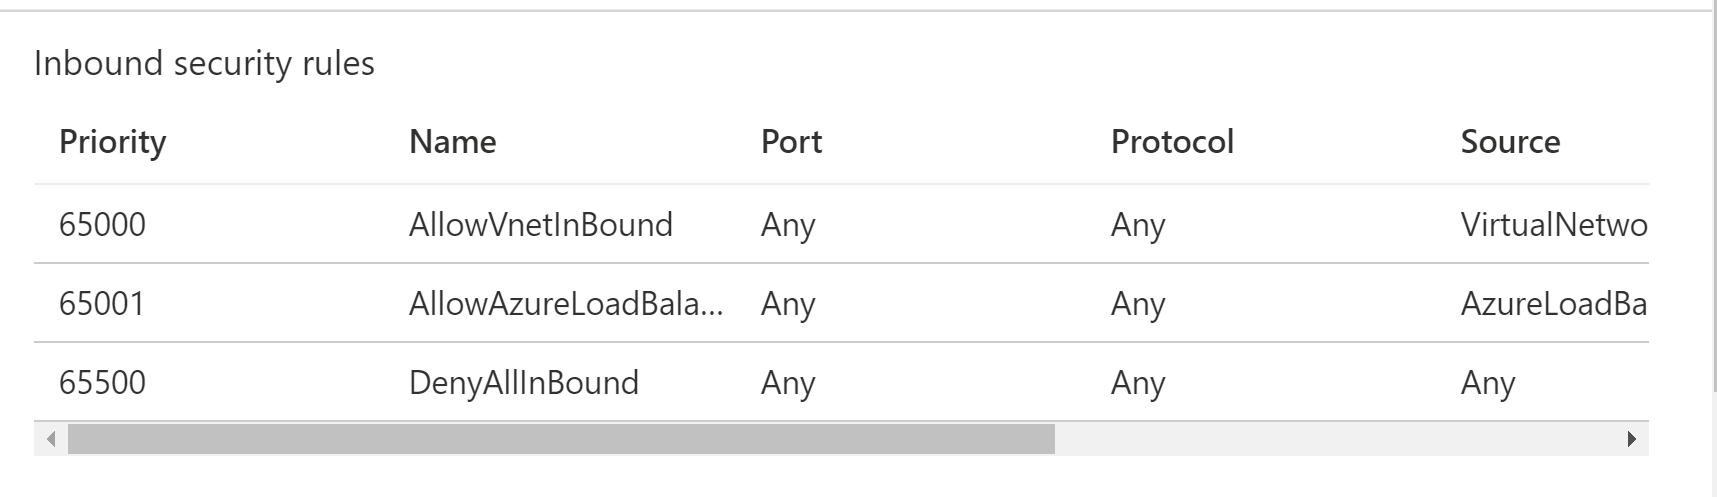 Inbound security rules
Priority Name Port Protocol Source
65000 AllowVnetInBound Any Any VirtualNetwo
65001 AllowAzureLoadBala... Any Any AzureLoadBa
65500 DenyAllInBound Any Any Any